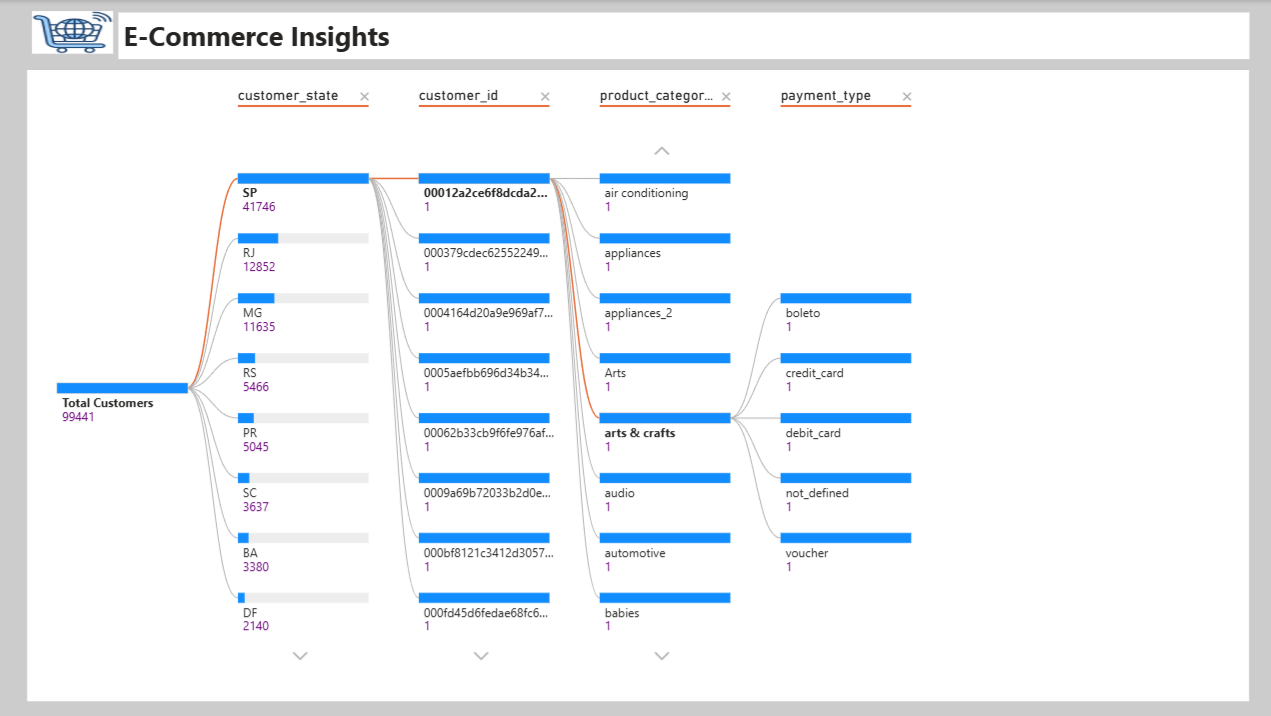 E-Commerce Insights
customer_state
customer_id
product_categor...
payment_type
Total Customers
99441
SP
41746
RJ
12852
MG
11635
RS
5466
PR
5045
SC
3637
BA
3380
DF
2140
00012a2ce6f8dcda2...
1
000379cdec62552249...
1
0004164d20a9e969af7...
1
0005aefbb696d34b34...
1
00062b33cb9f6fe976af...
1
0009a69b72033b2d0e...
1
000bf8121c3412d3057...
1
000fd45d6fedae68fc6...
1
air conditioning
1
appliances
1
appliances_2
1
Arts
1
arts & crafts
1
audio
1
automotive
1
babies
1
boleto
1
credit_card
1
debit_card
1
not_defined
1
voucher
1